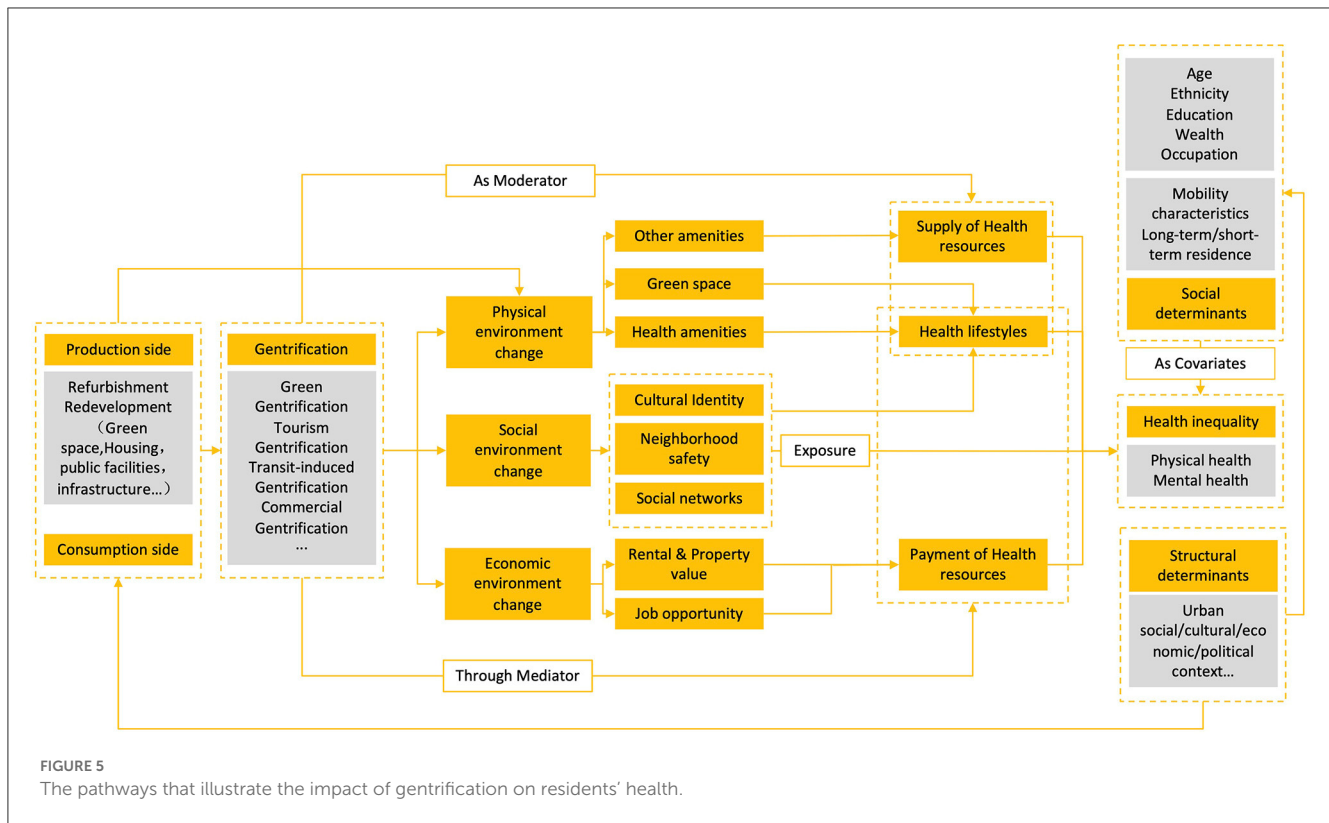 Age
Ethnicity
Education
Wealth
Occupation
As Moderator
Mobility
characteristics
Long-term/short-
term residence
Other amenities
Supply of Health
resources
Green space
Social
determinants
Physical
environment
change
Health amenities
Health lifestyles
Production side
Gentrification
As Covariates
Refurbishment
Redevelopment
（Green
space,Housing，
public facilities，
infrastructure…）
Consumption side
Green
Gentrification
Tourism
Gentrification
Transit-induced
Gentrification
Commercial
Gentrification
...
Cultural Identity
Social
environment
change
Neighborhood
safety
Exposure
Social networks
Health inequality
Physical health
Mental health
Economic
environment
change
Rental & Property
value
Job opportunity
Payment of Health
resources
Structural
determinants
Urban
social/cultural/eco
nomic/political
context…
Through Mediator
FIGURE 5
The pathways that illustrate the impact of gentrification on residents’ health.